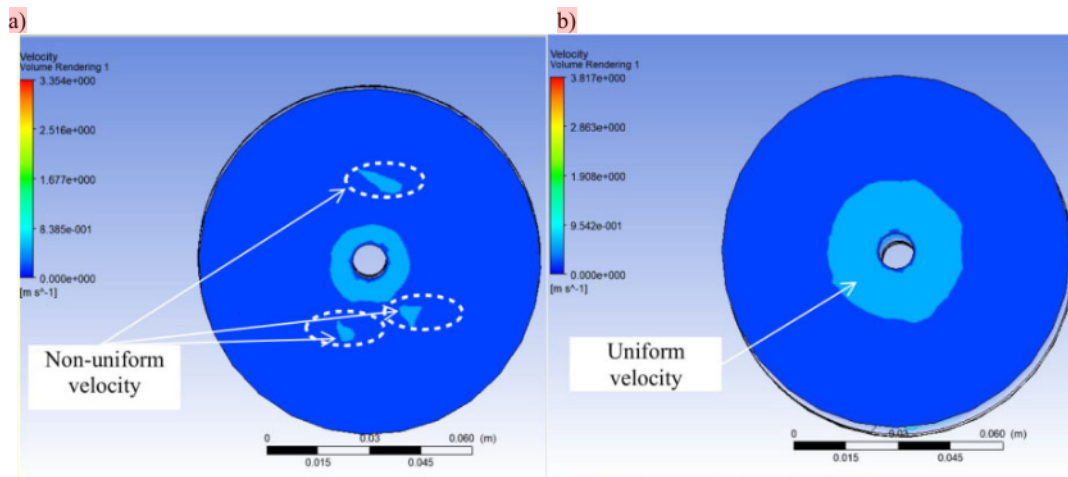 a)
Velocity
Volume Rendering 1
3.354e+000
2.516e+000
1.677e+000
8.385e-001
0.000e+000
[m s^-1]
Non-uniform
velocity
0 0.03 0.060 (m)
0.015 0.045
b)
Velocity
Volume Rendering 1
3.817e+000
2.863e+000
1.908e+000
9.542e-001
0.000e+000
[m s^-1]
Uniform
velocity
0 0.03 0.060 (m)
0.015 0.045